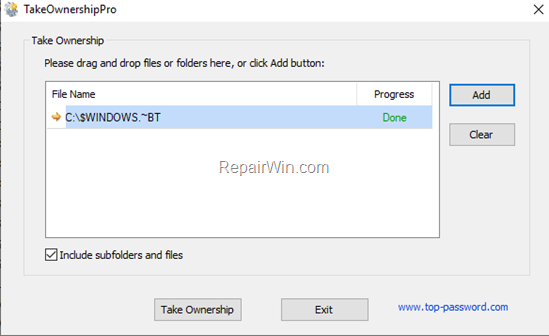 TakeOwnershipPro
Take Ownership
Please drag and drop files or folders here, or click Add button:
File Name Progress
C:\$WINDOWS.~BT Done
Add
Clear
RepairWin.com
Include subfolders and files
Take Ownership Exit www.top-password.com